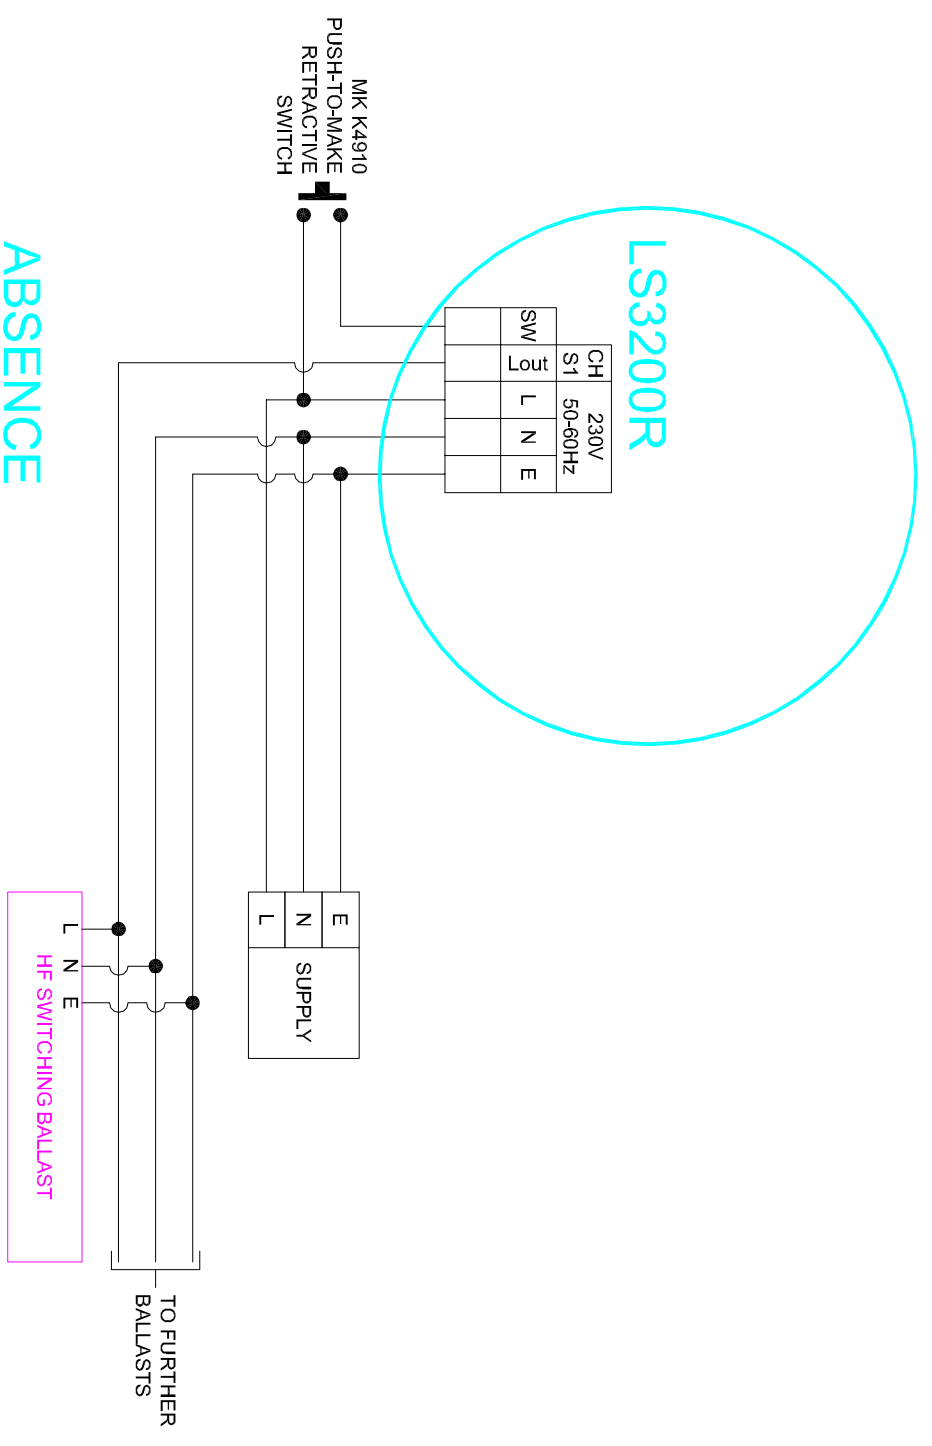 LS3200R
CH
S1
230V
50-60Hz
SW
Lout
L
N
E
MK K4910
PUSH-TO-MAKE
RETRACTIVE
SWITCH
E
N
L
SUPPLY
TO FURTHER
BALLASTS
L
N
E
HF SWITCHING BALLAST
ABSENCE